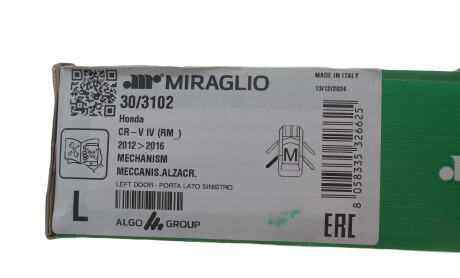 MIRAGLIO
MADE IN ITALY
30/3102
13/12/2024
Honda
CR-V IV (RM_)
2012>2016
MECHANISM
MECCANIS.ALZACR.
LEFT DOOR - PORTA LATO SINISTRO
M
8 058335 326625
L
ALGO GROUP
EAC